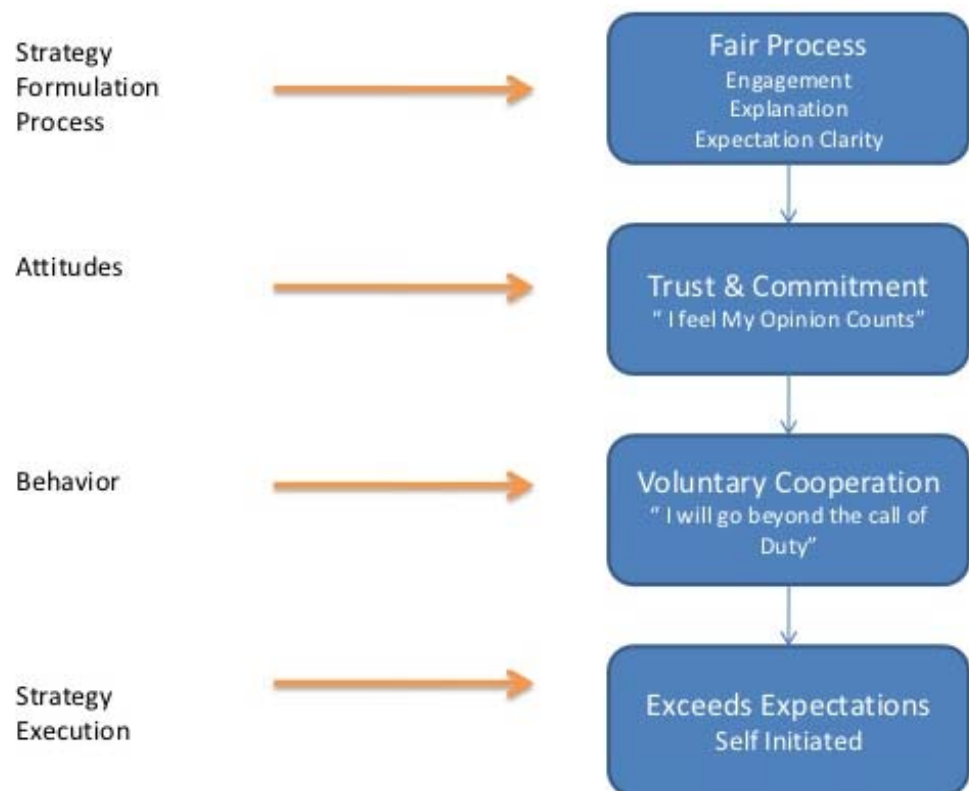 Strategy
Formulation
Process
Fair Process
Engagement
Explanation
Expectation Clarity
Attitudes
Trust & Commitment
“ I feel My Opinion Counts”
Behavior
Voluntary Cooperation
“ I will go beyond the call of
Duty”
Strategy
Execution
Exceeds Expectations
Self Initiated